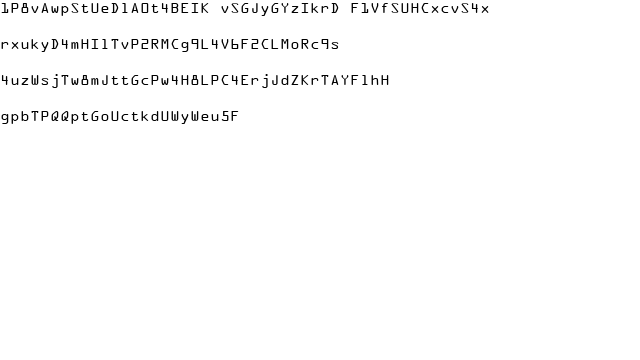 1P8vAwpStUeD1AOt4BEIK vSGJyGYzIkrD F1VfSUHCxcvS4x
rxukyD4mHI1TvP2RMCg9L4V6F2CLMoRc9s
4uzWsjTw8mJttGcPw4H8LPC4ErjJdZKrTAYF1hH
gpbTPQQptGoUctkdUWyWeu5F